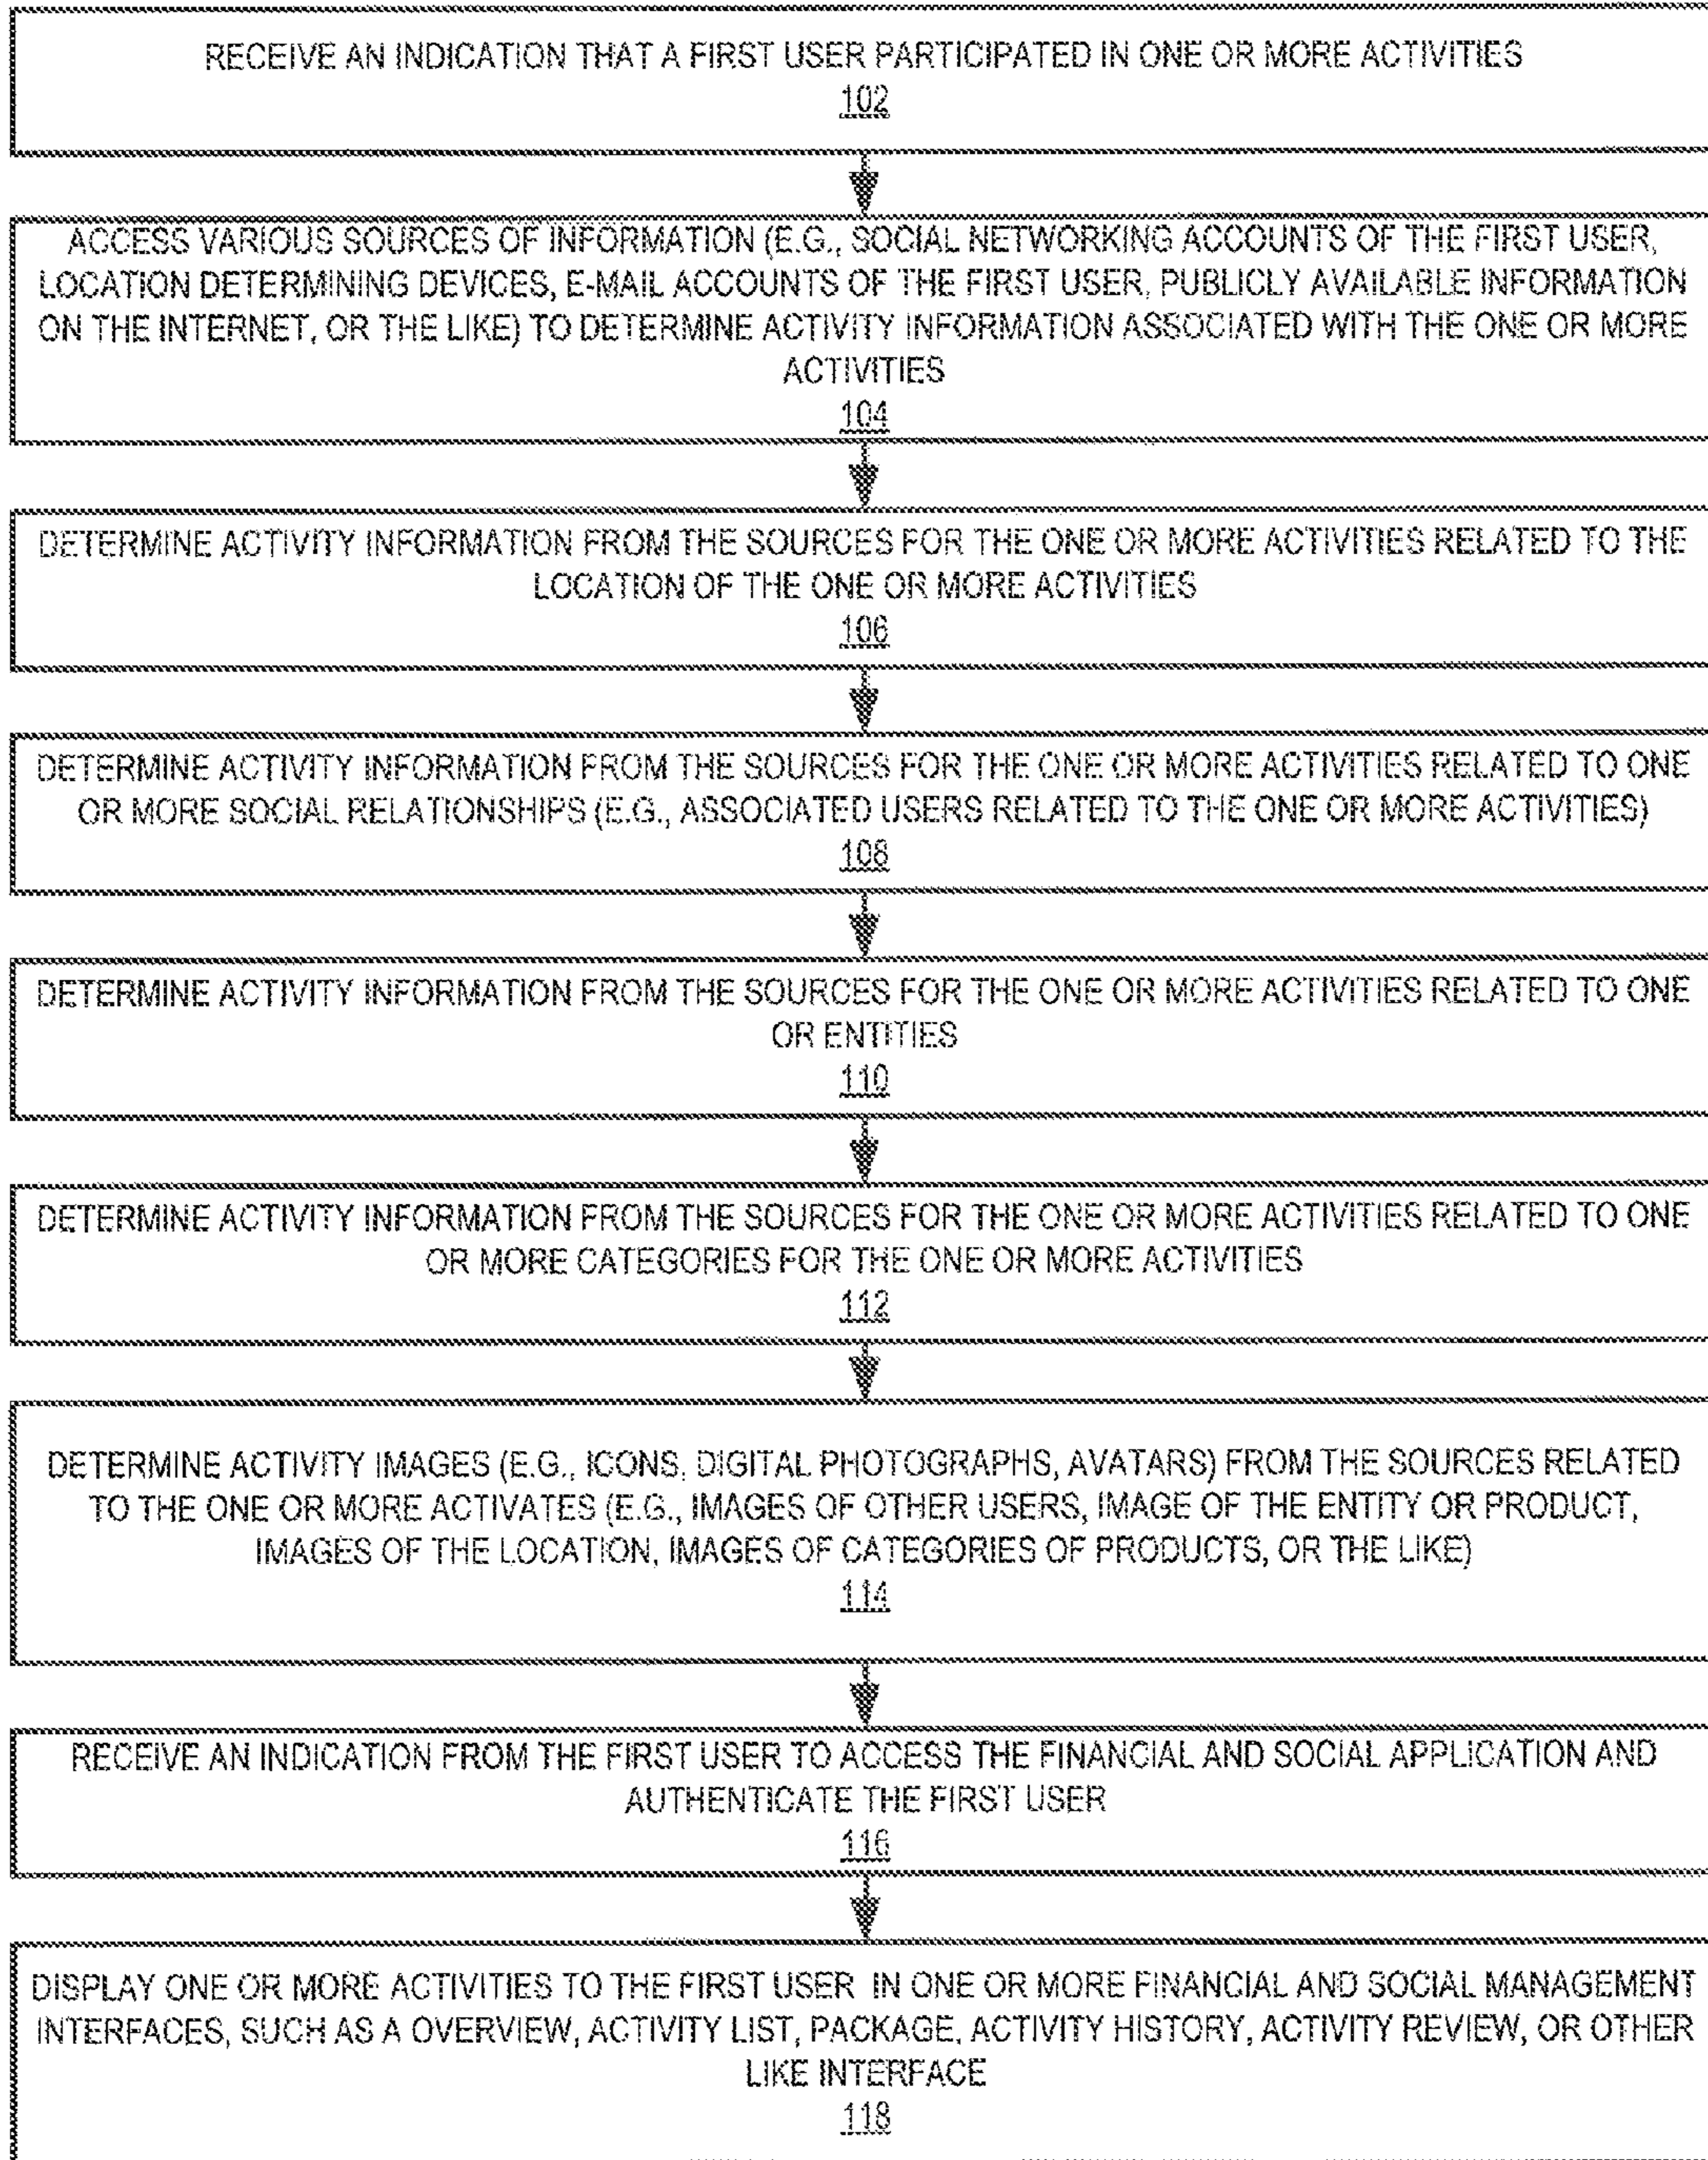 RECEIVE AN INDICATION THAT A FIRST USER PARTICIPATED IN ONE OR MORE ACTIVITIES
102
ACCESS VARIOUS SOURCES OF INFORMATION (E.G., SOCIAL NETWORKING ACCOUNTS OF THE FIRST USER,
LOCATION DETERMINING DEVICES, E-MAIL ACCOUNTS OF THE FIRST USER, PUBLICLY AVAILABLE INFORMATION
ON THE INTERNET, OR THE LIKE) TO DETERMINE ACTIVITY INFORMATION ASSOCIATED WITH THE ONE OR MORE
ACTIVITIES
104
DETERMINE ACTIVITY INFORMATION FROM THE SOURCES FOR THE ONE OR MORE ACTIVITIES RELATED TO THE
LOCATION OF THE ONE OR MORE ACTIVITIES
106
DETERMINE ACTIVITY INFORMATION FROM THE SOURCES FOR THE ONE OR MORE ACTIVITIES RELATED TO ONE
OR MORE SOCIAL RELATIONSHIPS (E.G., ASSOCIATED USERS RELATED TO THE ONE OR MORE ACTIVITIES)
108
DETERMINE ACTIVITY INFORMATION FROM THE SOURCES FOR THE ONE OR MORE ACTIVITIES RELATED TO ONE
OR ENTITIES
110
DETERMINE ACTIVITY INFORMATION FROM THE SOURCES FOR THE ONE OR MORE ACTIVITIES RELATED TO ONE
OR MORE CATEGORIES FOR THE ONE OR MORE ACTIVITIES
112
DETERMINE ACTIVITY IMAGES (E.G., ICONS, DIGITAL PHOTOGRAPHS, AVATARS) FROM THE SOURCES RELATED
TO THE ONE OR MORE ACTIVATES (E.G., IMAGES OF OTHER USERS, IMAGE OF THE ENTITY OR PRODUCT,
IMAGES OF THE LOCATION, IMAGES OF CATEGORIES OF PRODUCTS, OR THE LIKE)
114
RECEIVE AN INDICATION FROM THE FIRST USER TO ACCESS THE FINANCIAL AND SOCIAL APPLICATION AND
AUTHENTICATE THE FIRST USER
116
DISPLAY ONE OR MORE ACTIVITIES TO THE FIRST USER IN ONE OR MORE FINANCIAL AND SOCIAL MANAGEMENT
INTERFACES, SUCH AS A OVERVIEW, ACTIVITY LIST, PACKAGE, ACTIVITY HISTORY, ACTIVITY REVIEW, OR OTHER
LIKE INTERFACE
118